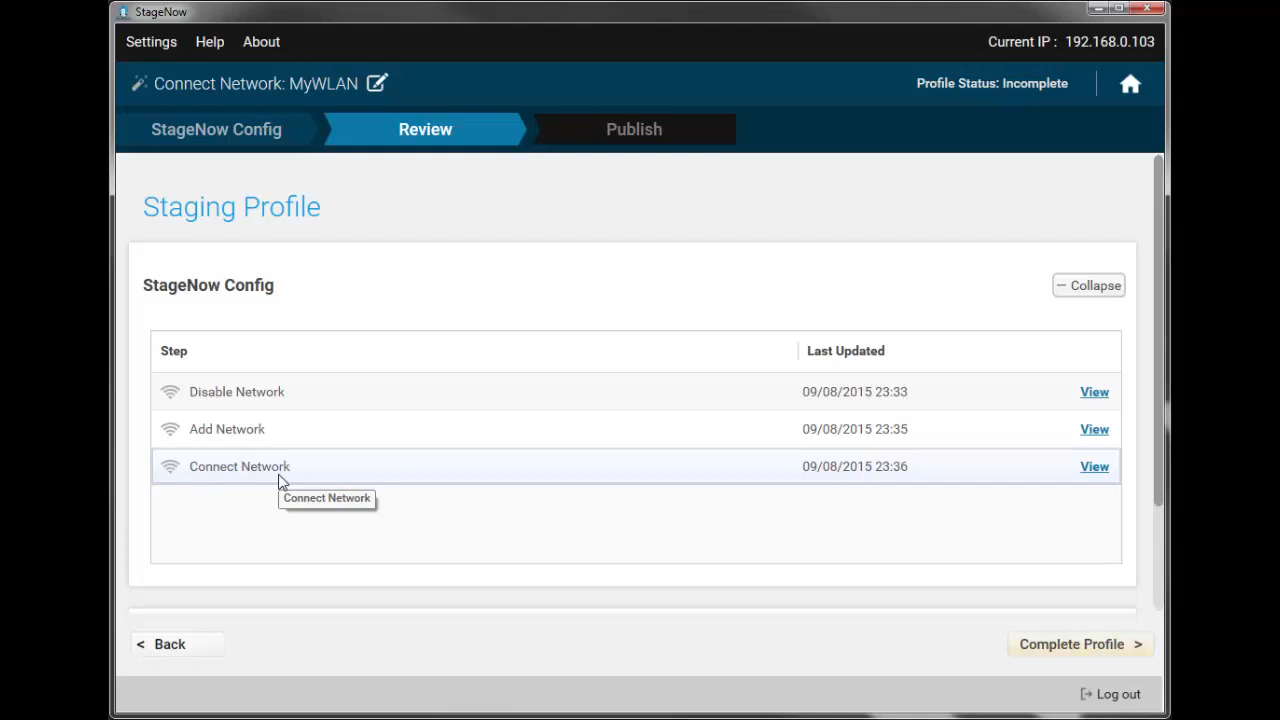 StageNow
Settings Help About Current IP : 192.168.0.103
Connect Network: MyWLAN Profile Status: Incomplete
StageNow Config Review Publish
Staging Profile
StageNow Config — Collapse
Step Last Updated
Disable Network 09/08/2015 23:33 View
Add Network 09/08/2015 23:35 View
Connect Network 09/08/2015 23:36 View
Connect Network
< Back Complete Profile >
Log out